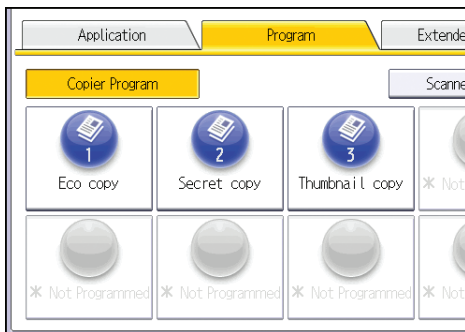 Application Program Extende
Copier Program Scanne
1 2 3
Eco copy Secret copy Thumbnail copy * Not
* Not Programmed * Not Programmed * Not Programmed * Not